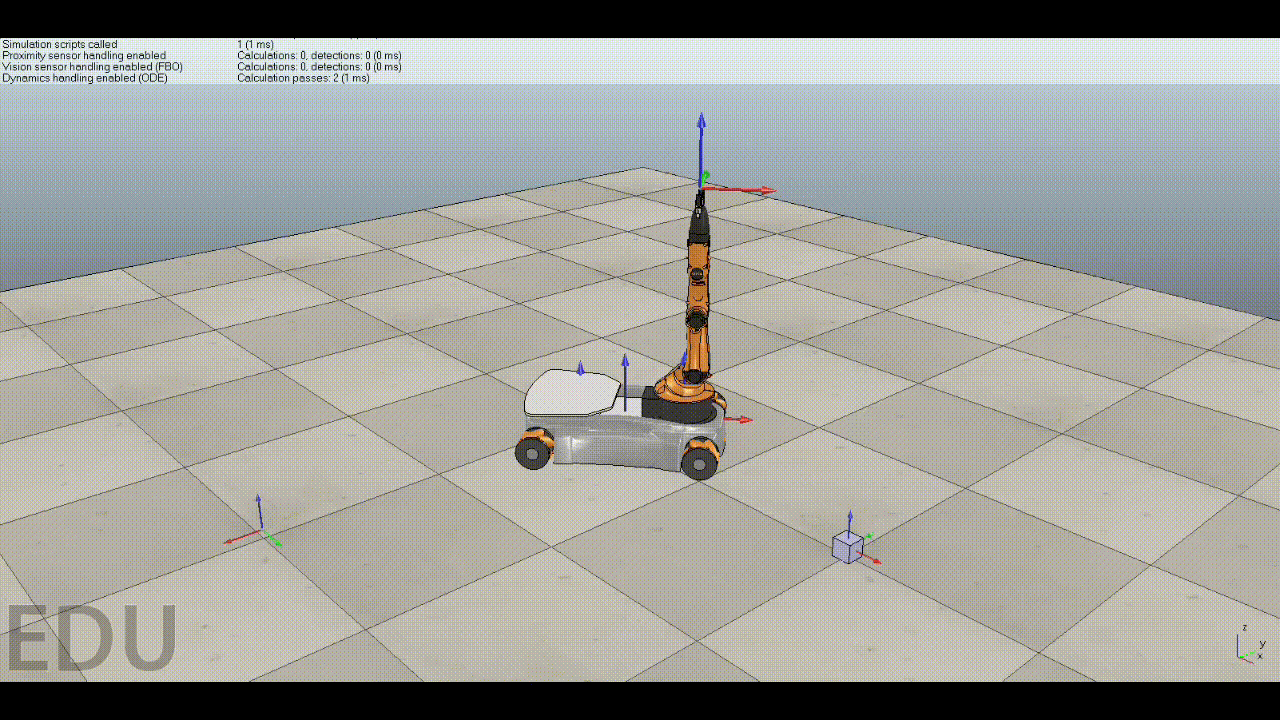 Simulation scripts called 1 (1 ms)
Proximity sensor handling enabled Calculations: 0, detections: 0 (0 ms)
Vision sensor handling enabled (FBO) Calculations: 0, detections: 0 (0 ms)
Dynamics handling enabled (ODE) Calculation passes: 2 (1 ms)
EDU
z
y
x